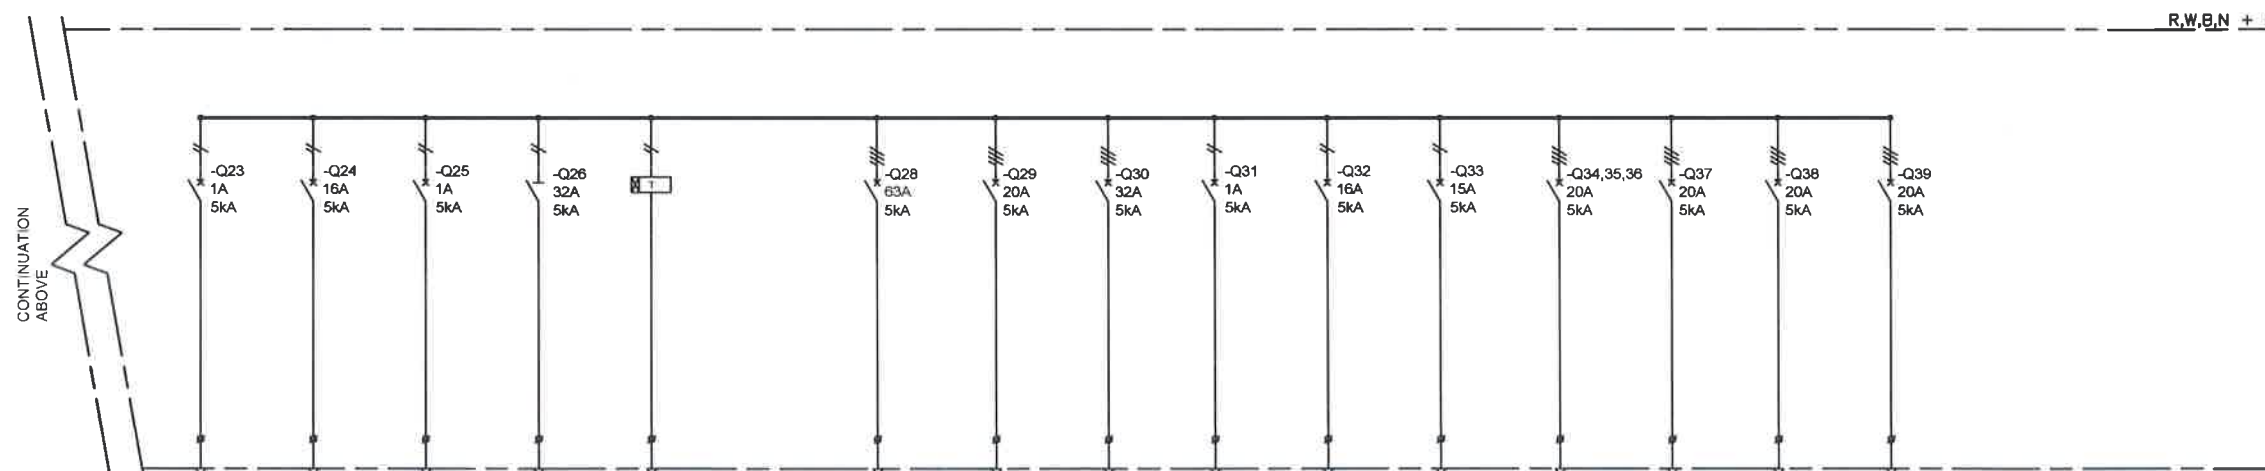 R,W,B,N +
CONTINUATION
ABOVE
-Q23
1A
5kA
-Q24
16A
5kA
-Q25
1A
5kA
-Q26
32A
5kA
T
-Q28
63A
5kA
-Q29
20A
5kA
-Q30
32A
5kA
-Q31
1A
5kA
-Q32
16A
5kA
-Q33
15A
5kA
-Q34,35,36
20A
5kA
-Q37
20A
5kA
-Q38
20A
5kA
-Q39
20A
5kA